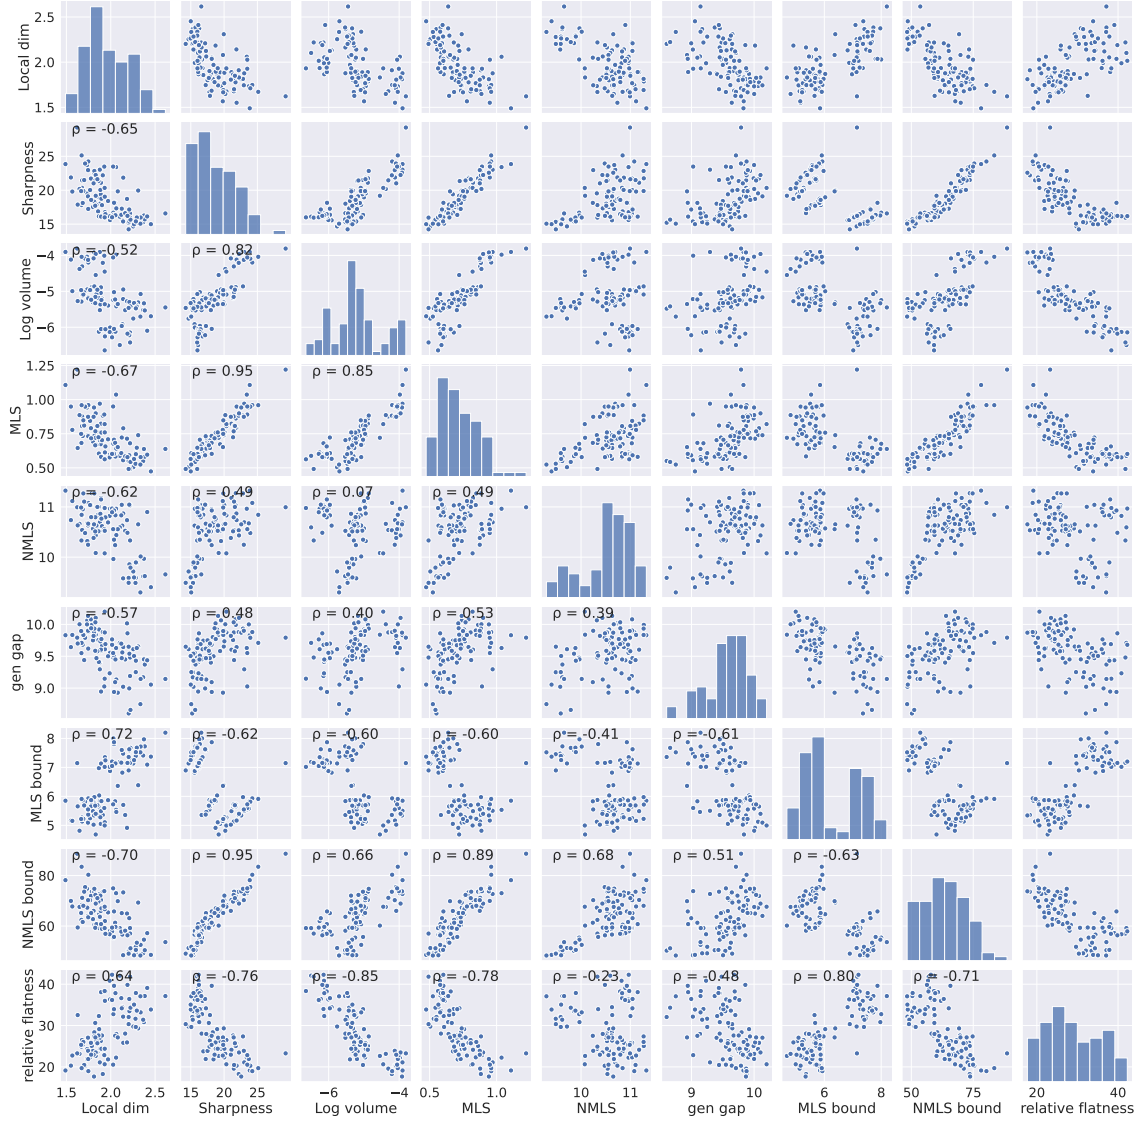 Local dim
2.5
2.0
1.5
Sharpness
25
20
15
ρ = -0.65
Log volume
−4
−5
−6
ρ = -0.52
ρ = 0.82
MLS
1.25
1.00
0.75
0.50
ρ = -0.67
ρ = 0.95
ρ = 0.85
NMLS
11
10
ρ = -0.62
ρ = 0.49
ρ = 0.07
ρ = 0.49
gen gap
10.0
9.5
9.0
ρ = -0.57
ρ = 0.48
ρ = 0.40
ρ = 0.53
ρ = 0.39
MLS bound
8
7
6
5
ρ = 0.72
ρ = -0.62
ρ = -0.60
ρ = -0.60
ρ = -0.41
ρ = -0.61
NMLS bound
80
60
ρ = -0.70
ρ = 0.95
ρ = 0.66
ρ = 0.89
ρ = 0.68
ρ = 0.51
ρ = -0.63
relative flatness
40
30
20
ρ = 0.64
ρ = -0.76
ρ = -0.85
ρ = -0.78
ρ = -0.23
ρ = -0.48
ρ = 0.80
ρ = -0.71
1.5 2.0 2.5
15 20 25
−6 −4
0.5 1.0
10 11
9 10
6 8
50 75
20 40
Local dim
Sharpness
Log volume
MLS
NMLS
gen gap
MLS bound
NMLS bound
relative flatness